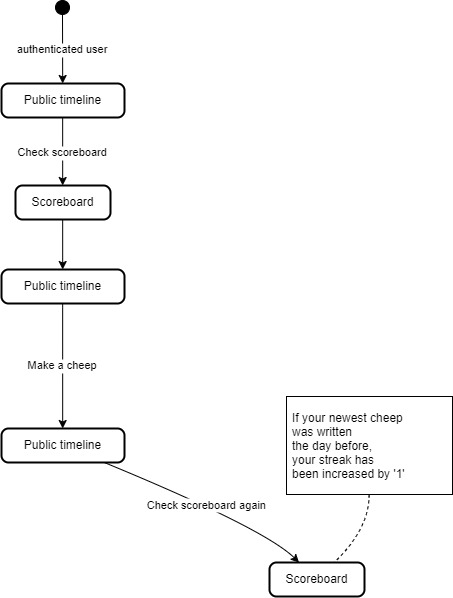 authenticated user
Public timeline
Check scoreboard
Scoreboard
Public timeline
Make a cheep
Public timeline
If your newest cheep
was written
the day before,
your streak has
been increased by '1'
Check scoreboard again
Scoreboard